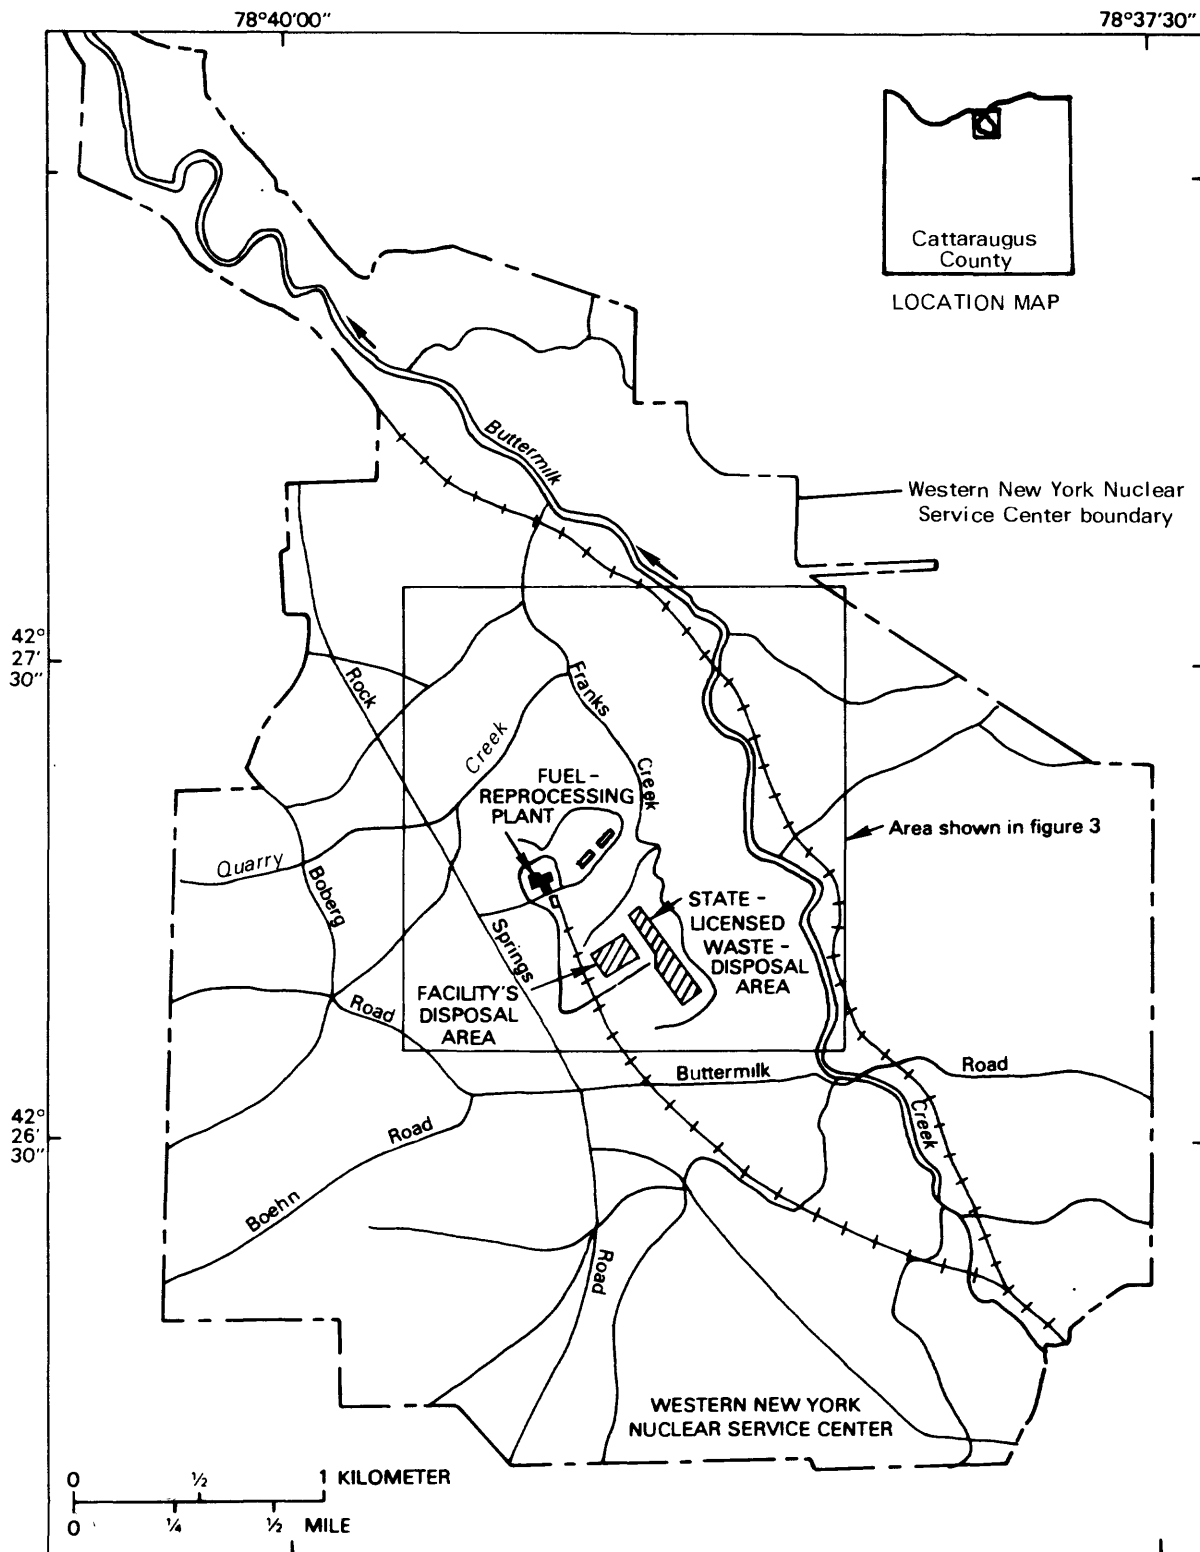 78°40′00″
78°37′30″
Cattaraugus
County
LOCATION MAP
Buttermilk
Western New York Nuclear
Service Center boundary
42°
27′
30″
Rock
Franks
Creek
Creek
FUEL –
REPROCESSING
PLANT
Area shown in figure 3
Quarry
Boberg
Springs
STATE –
LICENSED
WASTE –
DISPOSAL
AREA
FACILITY'S
DISPOSAL
AREA
Road
Buttermilk
Road
42°
26′
30″
Road
Creek
Boehn
Road
WESTERN NEW YORK
NUCLEAR SERVICE CENTER
0 ½ 1 KILOMETER
0 ¼ ½ MILE